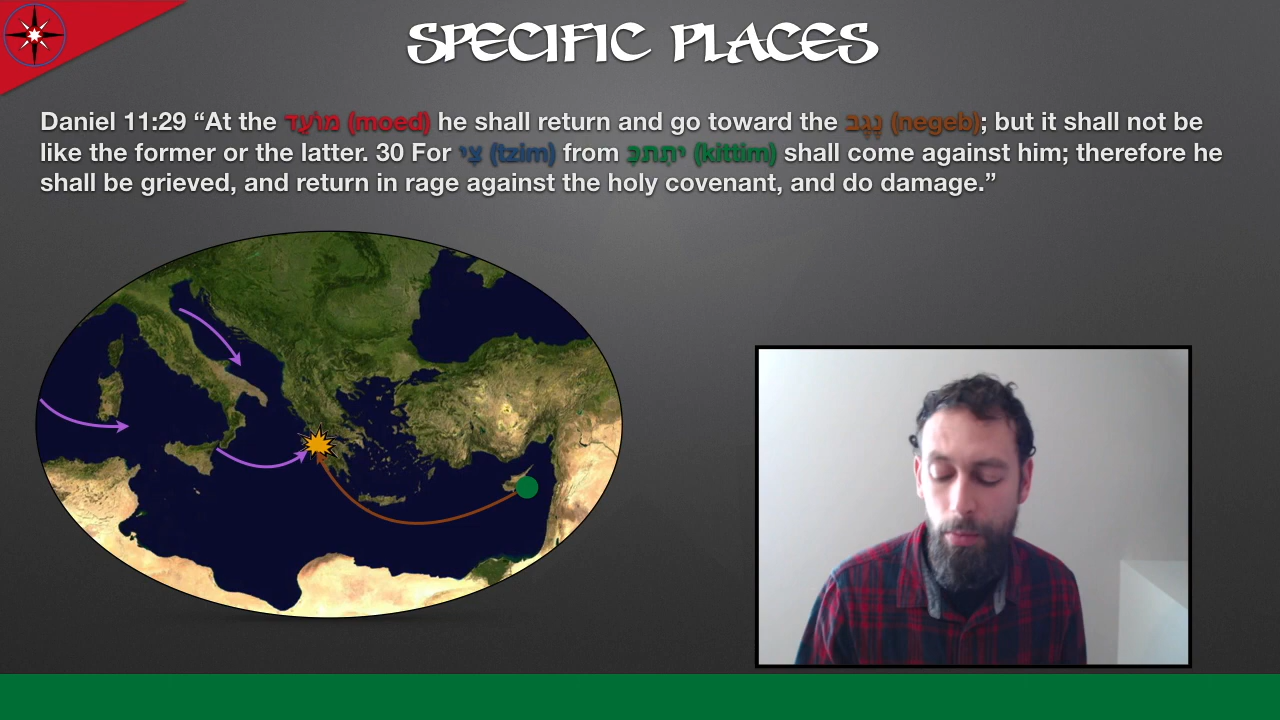 SPECIFIC PLACES
Daniel 11:29 “At the מוֹעָד (moed) he shall return and go toward the נֶגֶב (negeb); but it shall not be
like the former or the latter. 30 For צִי (tzim) from כִּתִּתי (kittim) shall come against him; therefore he
shall be grieved, and return in rage against the holy covenant, and do damage.”